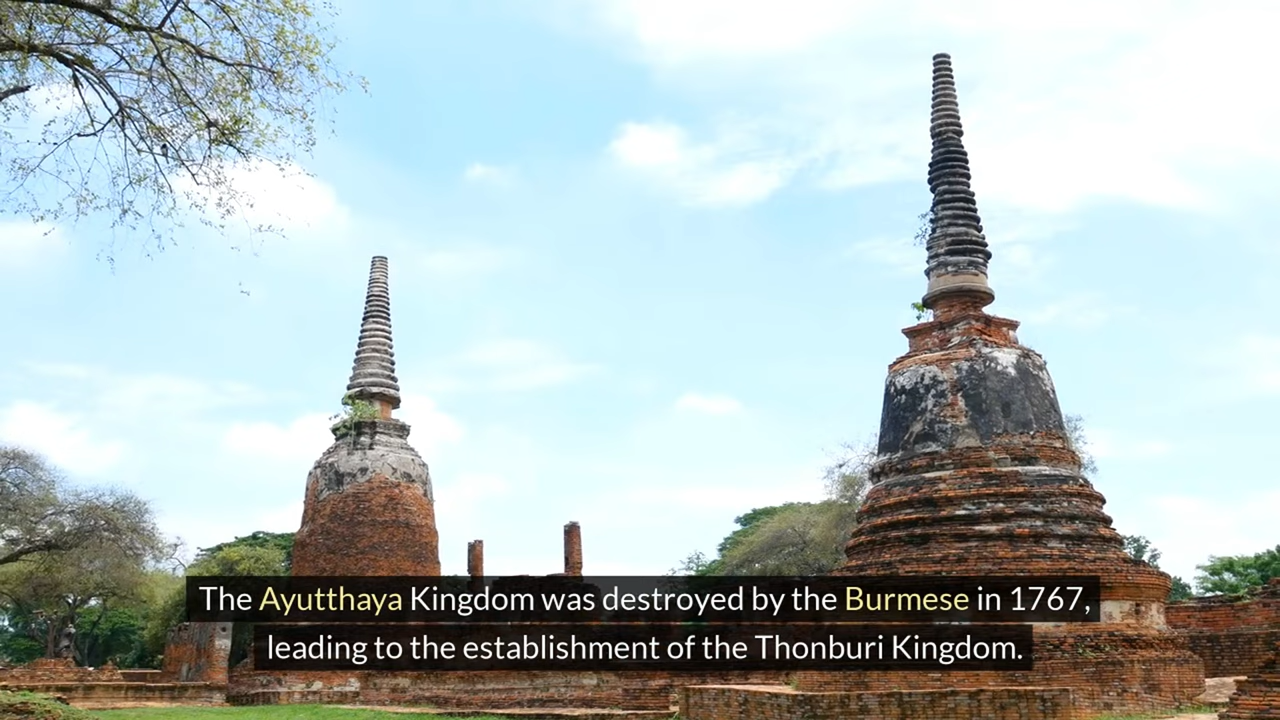 The Ayutthaya Kingdom was destroyed by the Burmese in 1767,
leading to the establishment of the Thonburi Kingdom.